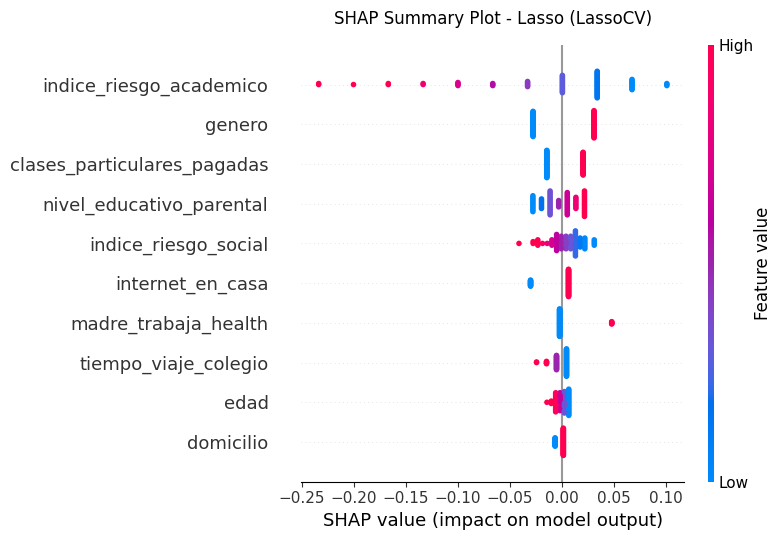 SHAP Summary Plot - Lasso (LassoCV)
High
indice_riesgo_academico
genero
clases_particulares_pagadas
nivel_educativo_parental
indice_riesgo_social
internet_en_casa
madre_trabaja_health
tiempo_viaje_colegio
edad
domicilio
Feature value
Low
−0.25 −0.20 −0.15 −0.10 −0.05 0.00 0.05 0.10
SHAP value (impact on model output)